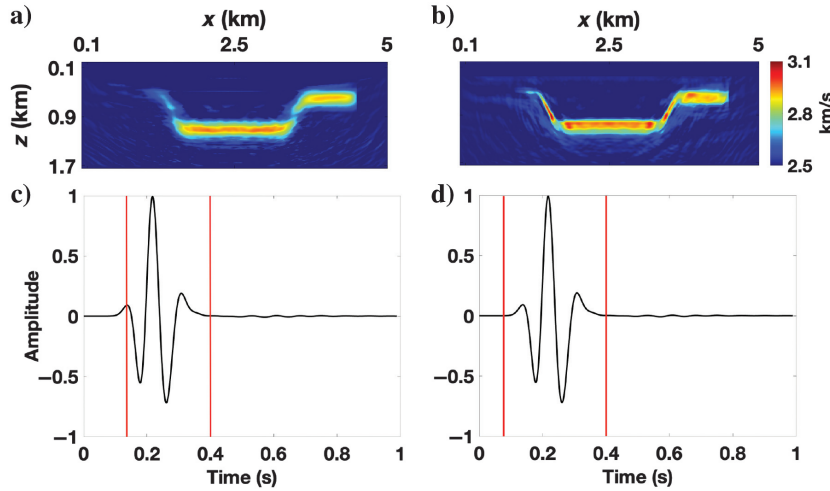 a)
x (km)
0.1 2.5 5
0.1
0.9
1.7
z (km)
b)
x (km)
0.1 2.5 5
3.1
2.8
2.5
km/s
c)
1
0.5
0
−0.5
−1
Amplitude
0 0.2 0.4 0.6 0.8 1
Time (s)
d)
1
0.5
0
−0.5
−1
0 0.2 0.4 0.6 0.8 1
Time (s)